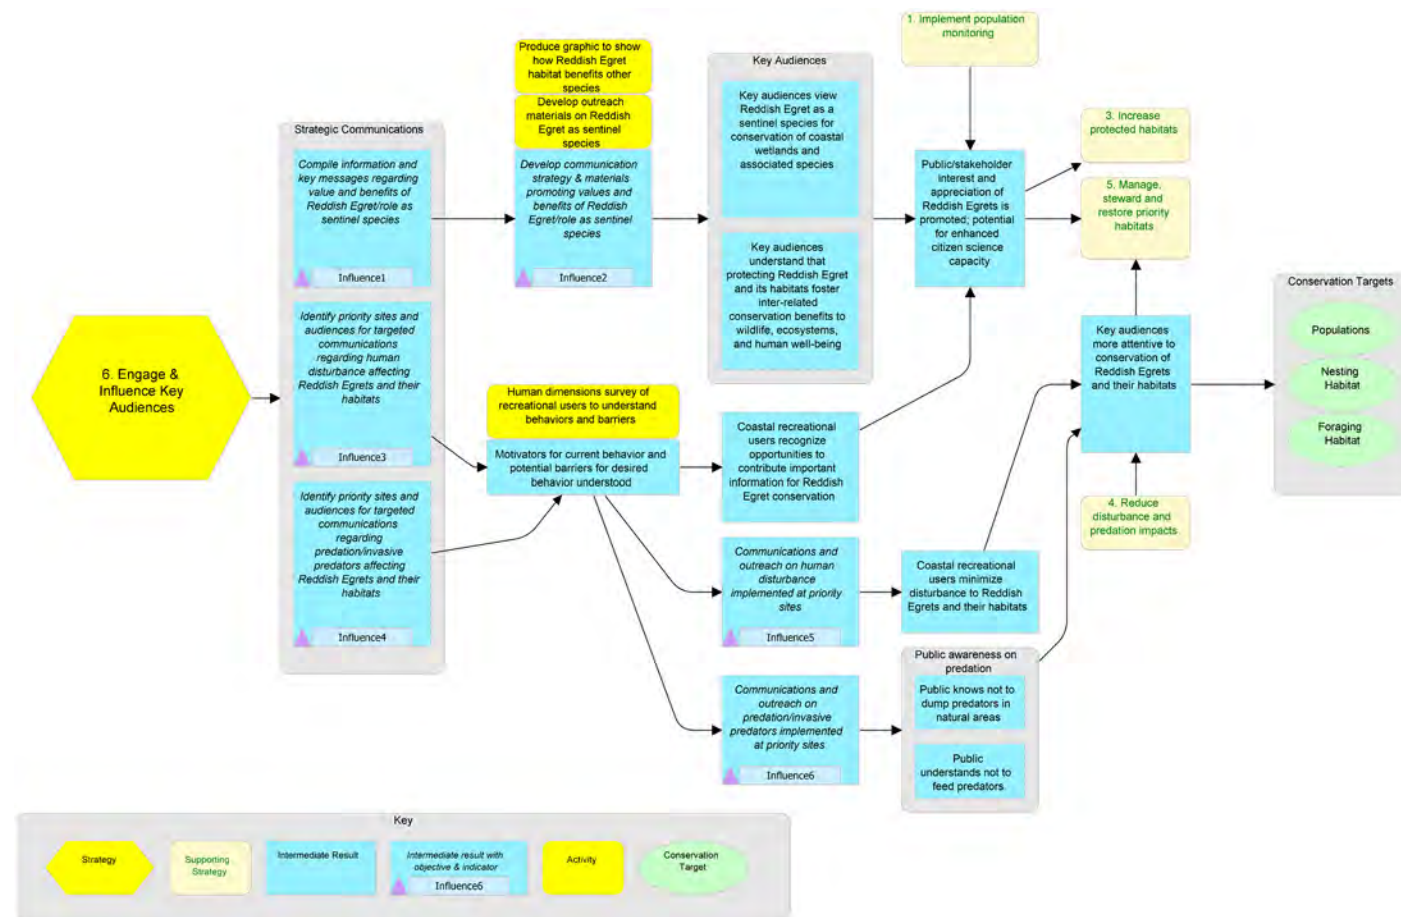 1. Implement population
monitoring
Produce graphic to show
how Reddish Egret
habitat benefits other
species
Develop outreach
materials on Reddish
Egret as sentinel
species
Key Audiences
Key audiences view
Reddish Egret as a
sentinel species for
conservation of coastal
wetlands and
associated species
Strategic Communications
Compile information and
key messages regarding
value and benefits of
Reddish Egret/role as
sentinel species
Influence1
Develop communication
strategy & materials
promoting values and
benefits of Reddish
Egret/role as sentinel
species
Influence2
Key audiences
understand that
protecting Reddish Egret
and its habitats foster
inter-related
conservation benefits to
wildlife, ecosystems,
and human well-being
Public/stakeholder
interest and
appreciation of
Reddish Egrets is
promoted; potential
for enhanced
citizen science
capacity
3. Increase
protected habitats
5. Manage,
steward and
restore priority
habitats
Conservation Targets
Populations
Nesting
Habitat
Foraging
Habitat
Key audiences
more attentive to
conservation of
Reddish Egrets
and their habitats
4. Reduce
disturbance and
predation impacts
6. Engage &
Influence Key
Audiences
Identify priority sites and
audiences for targeted
communications
regarding human
disturbance affecting
Reddish Egrets and their
habitats
Influence3
Human dimensions survey of
recreational users to understand
behaviors and barriers
Motivators for current behavior and
potential barriers for desired
behavior understood
Coastal recreational
users recognize
opportunities to
contribute important
information for Reddish
Egret conservation
Identify priority sites and
audiences for targeted
communications
regarding
predation/invasive
predators affecting
Reddish Egrets and their
habitats
Influence4
Communications and
outreach on human
disturbance
implemented at priority
sites
Influence5
Coastal recreational
users minimize
disturbance to Reddish
Egrets and their habitats
Communications and
outreach on
predation/invasive
predators implemented
at priority sites
Influence6
Public awareness on
predation
Public knows not to
dump predators in
natural areas
Public
understands not to
feed predators.
Key
Strategy
Supporting
Strategy
Intermediate Result
Intermediate result with
objective & indicator
Influence6
Activity
Conservation
Target